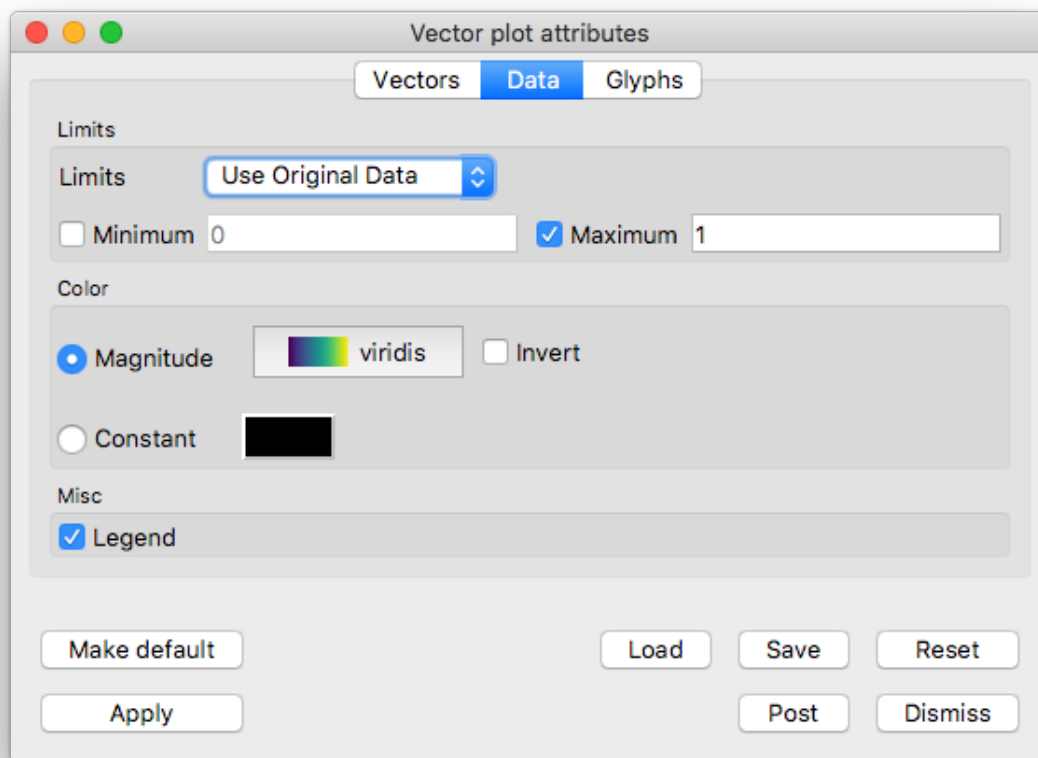 Vector plot attributes
Vectors Data Glyphs
Limits
Limits Use Original Data
Minimum 0 Maximum 1
Color
Magnitude viridis Invert
Constant
Misc
Legend
Make default Load Save Reset
Apply Post Dismiss